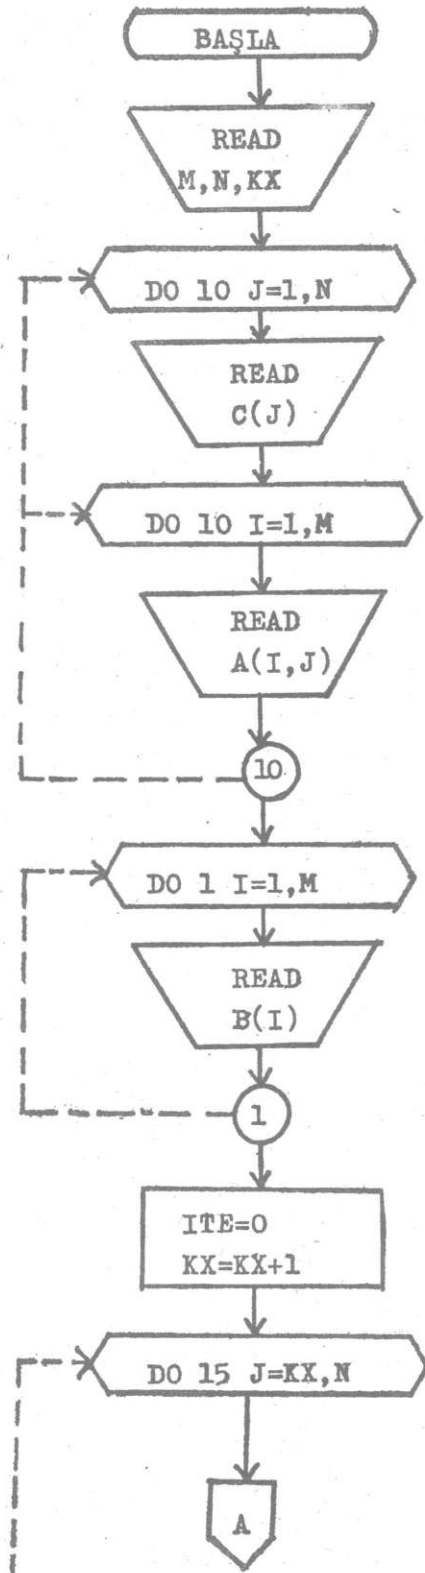 BAŞLA
READ
M,N,KX
DO 10 J=1,N
READ
C(J)
DO 10 I=1,M
READ
A(I,J)
10
DO 1 I=1,M
READ
B(I)
1
ITE=0
KX=KX+1
DO 15 J=KX,N
A